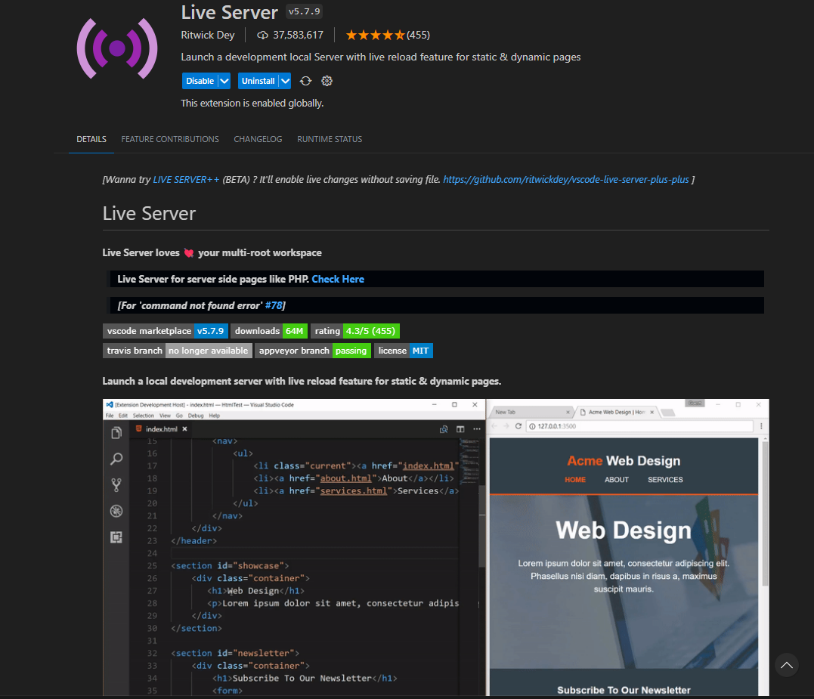 Live Server v5.7.9
Ritwick Dey 37,583,617 (455)
Launch a development local Server with live reload feature for static & dynamic pages
Disable Uninstall
This extension is enabled globally.
DETAILS FEATURE CONTRIBUTIONS CHANGELOG RUNTIME STATUS
[Wanna try LIVE SERVER++ (BETA) ? It'll enable live changes without saving file. https://github.com/ritwickdey/vscode-live-server-plus-plus ]
Live Server
Live Server loves your multi-root workspace
Live Server for server side pages like PHP. Check Here
[For 'command not found error' #78]
vscode marketplace v5.7.9 downloads 64M rating 4.3/5 (455)
travis branch no longer available appveyor branch passing license MIT
Launch a local development server with live reload feature for static & dynamic pages.
[Extension Development Host] - index.html — HtmlTest — Visual Studio Code
File Edit Selection View Go Debug Help
index.html
15 <nav>
16 <ul>
17 <li class="current"><a href="index.html"
18 <li><a href="about.html">About</a></li>
19 <li><a href="services.html">Services</a>
20 </ul>
21 </nav>
22 </div>
23 </header>
24
25 <section id="showcase">
26 <div class="container">
27 <h1>Web Design</h1>
28 <p>Lorem ipsum dolor sit amet, consectetur adipis
29 </div>
30 </section>
31
32 <section id="newsletter">
33 <div class="container">
34 <h1>Subscribe To Our Newsletter</h1>
35 <form>
New Tab Acme Web Design | Hom
127.0.0.1:3500
Acme Web Design
HOME ABOUT SERVICES
Web Design
Lorem ipsum dolor sit amet, consectetur adipiscing elit.
Phasellus nisi diam, dapibus in risus a, maximus
suscipit mauris.
Subscribe To Our Newsletter